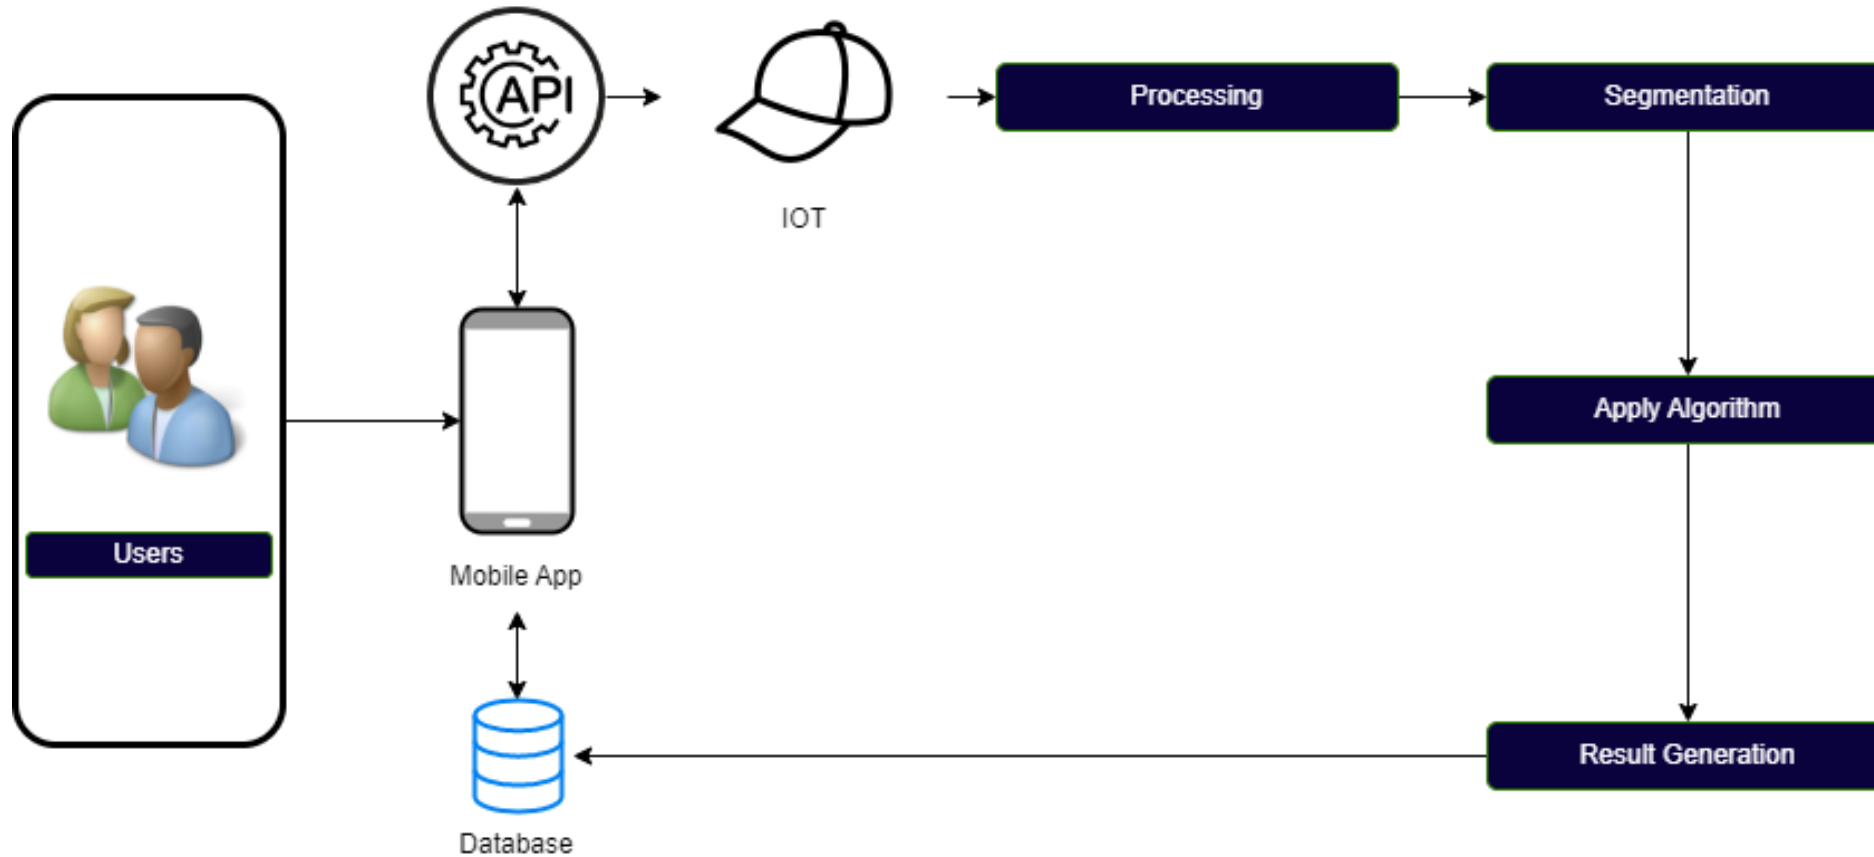 API
IOT
Processing
Segmentation
Apply Algorithm
Users
Mobile App
Result Generation
Database